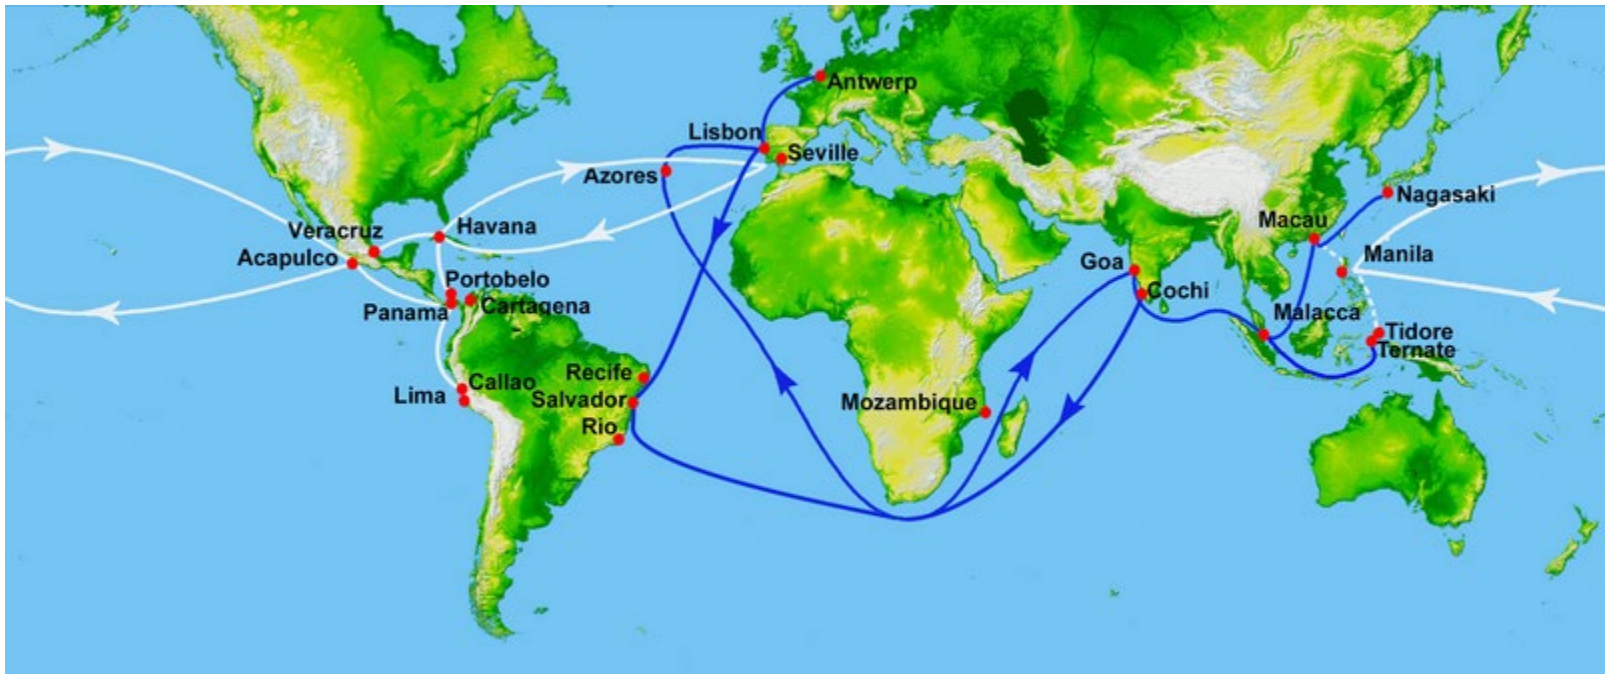 Antwerp
Lisbon
Seville
Azores
Nagasaki
Macau
Havana
Veracruz
Acapulco
Manila
Goa
Portobelo
Cochi
Cartagena
Panama
Malacca
Tidore
Ternate
Recife
Callao
Lima
Salvador
Mozambique
Rio